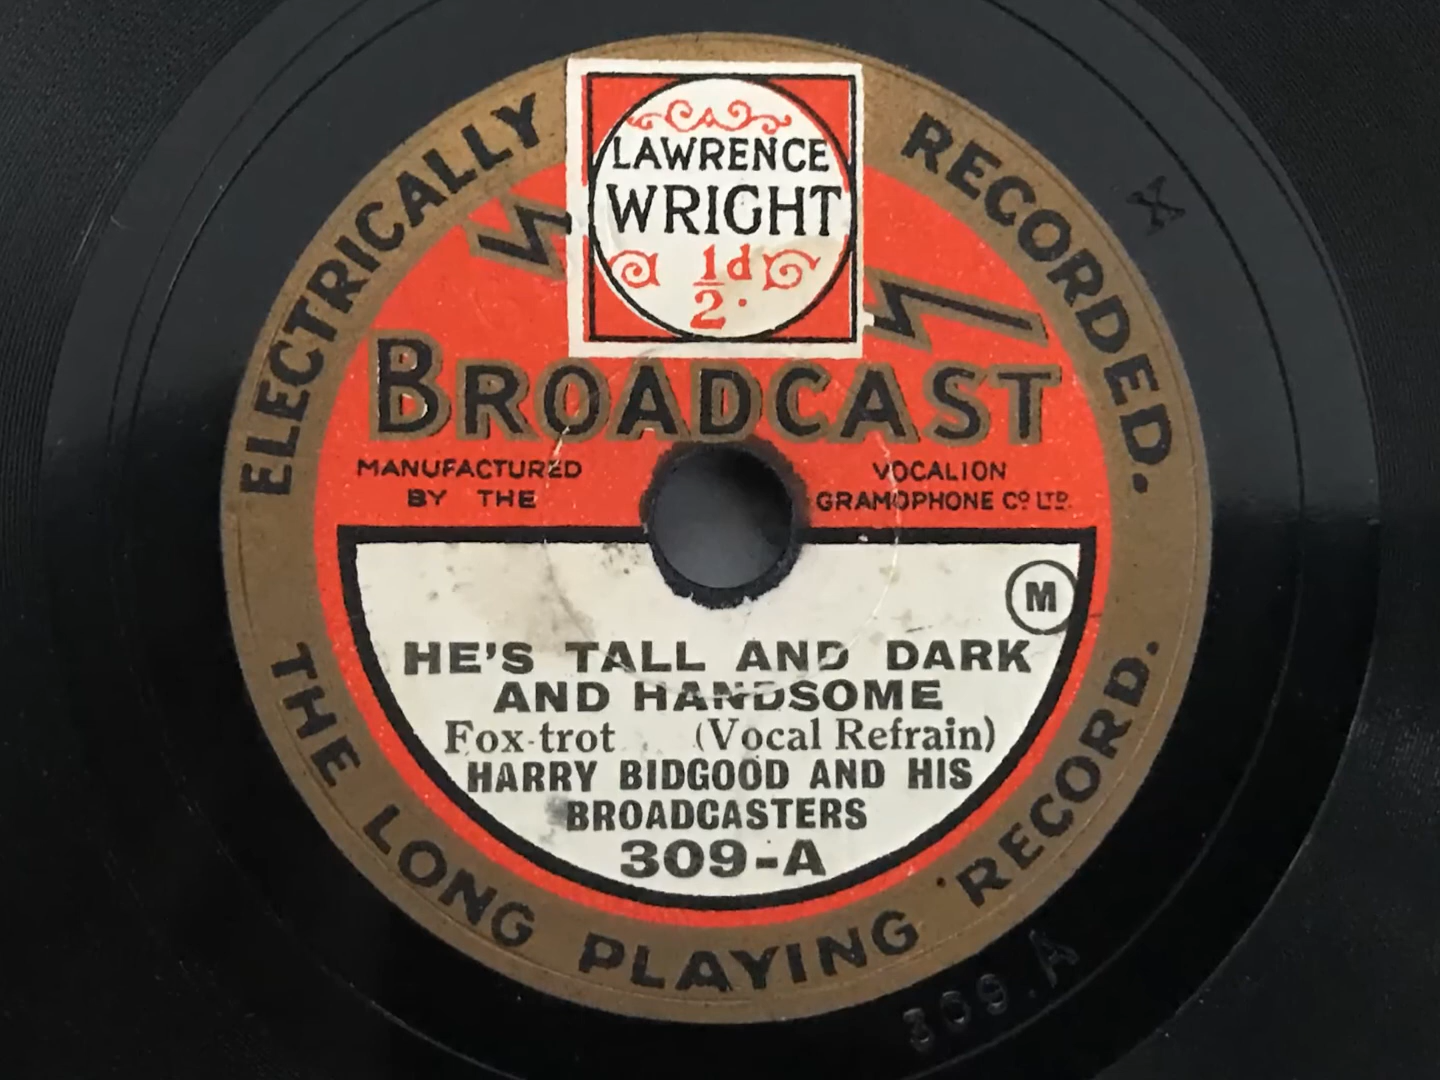 ELECTRICALLY RECORDED.
LAWRENCE
WRIGHT
½d.
BROADCAST
MANUFACTURED
BY THE
VOCALION
GRAMOPHONE Cº LTD.
M
HE'S TALL AND DARK
AND HANDSOME
Fox-trot (Vocal Refrain)
HARRY BIDGOOD AND HIS
BROADCASTERS
309-A
THE LONG PLAYING RECORD.
X
309.A